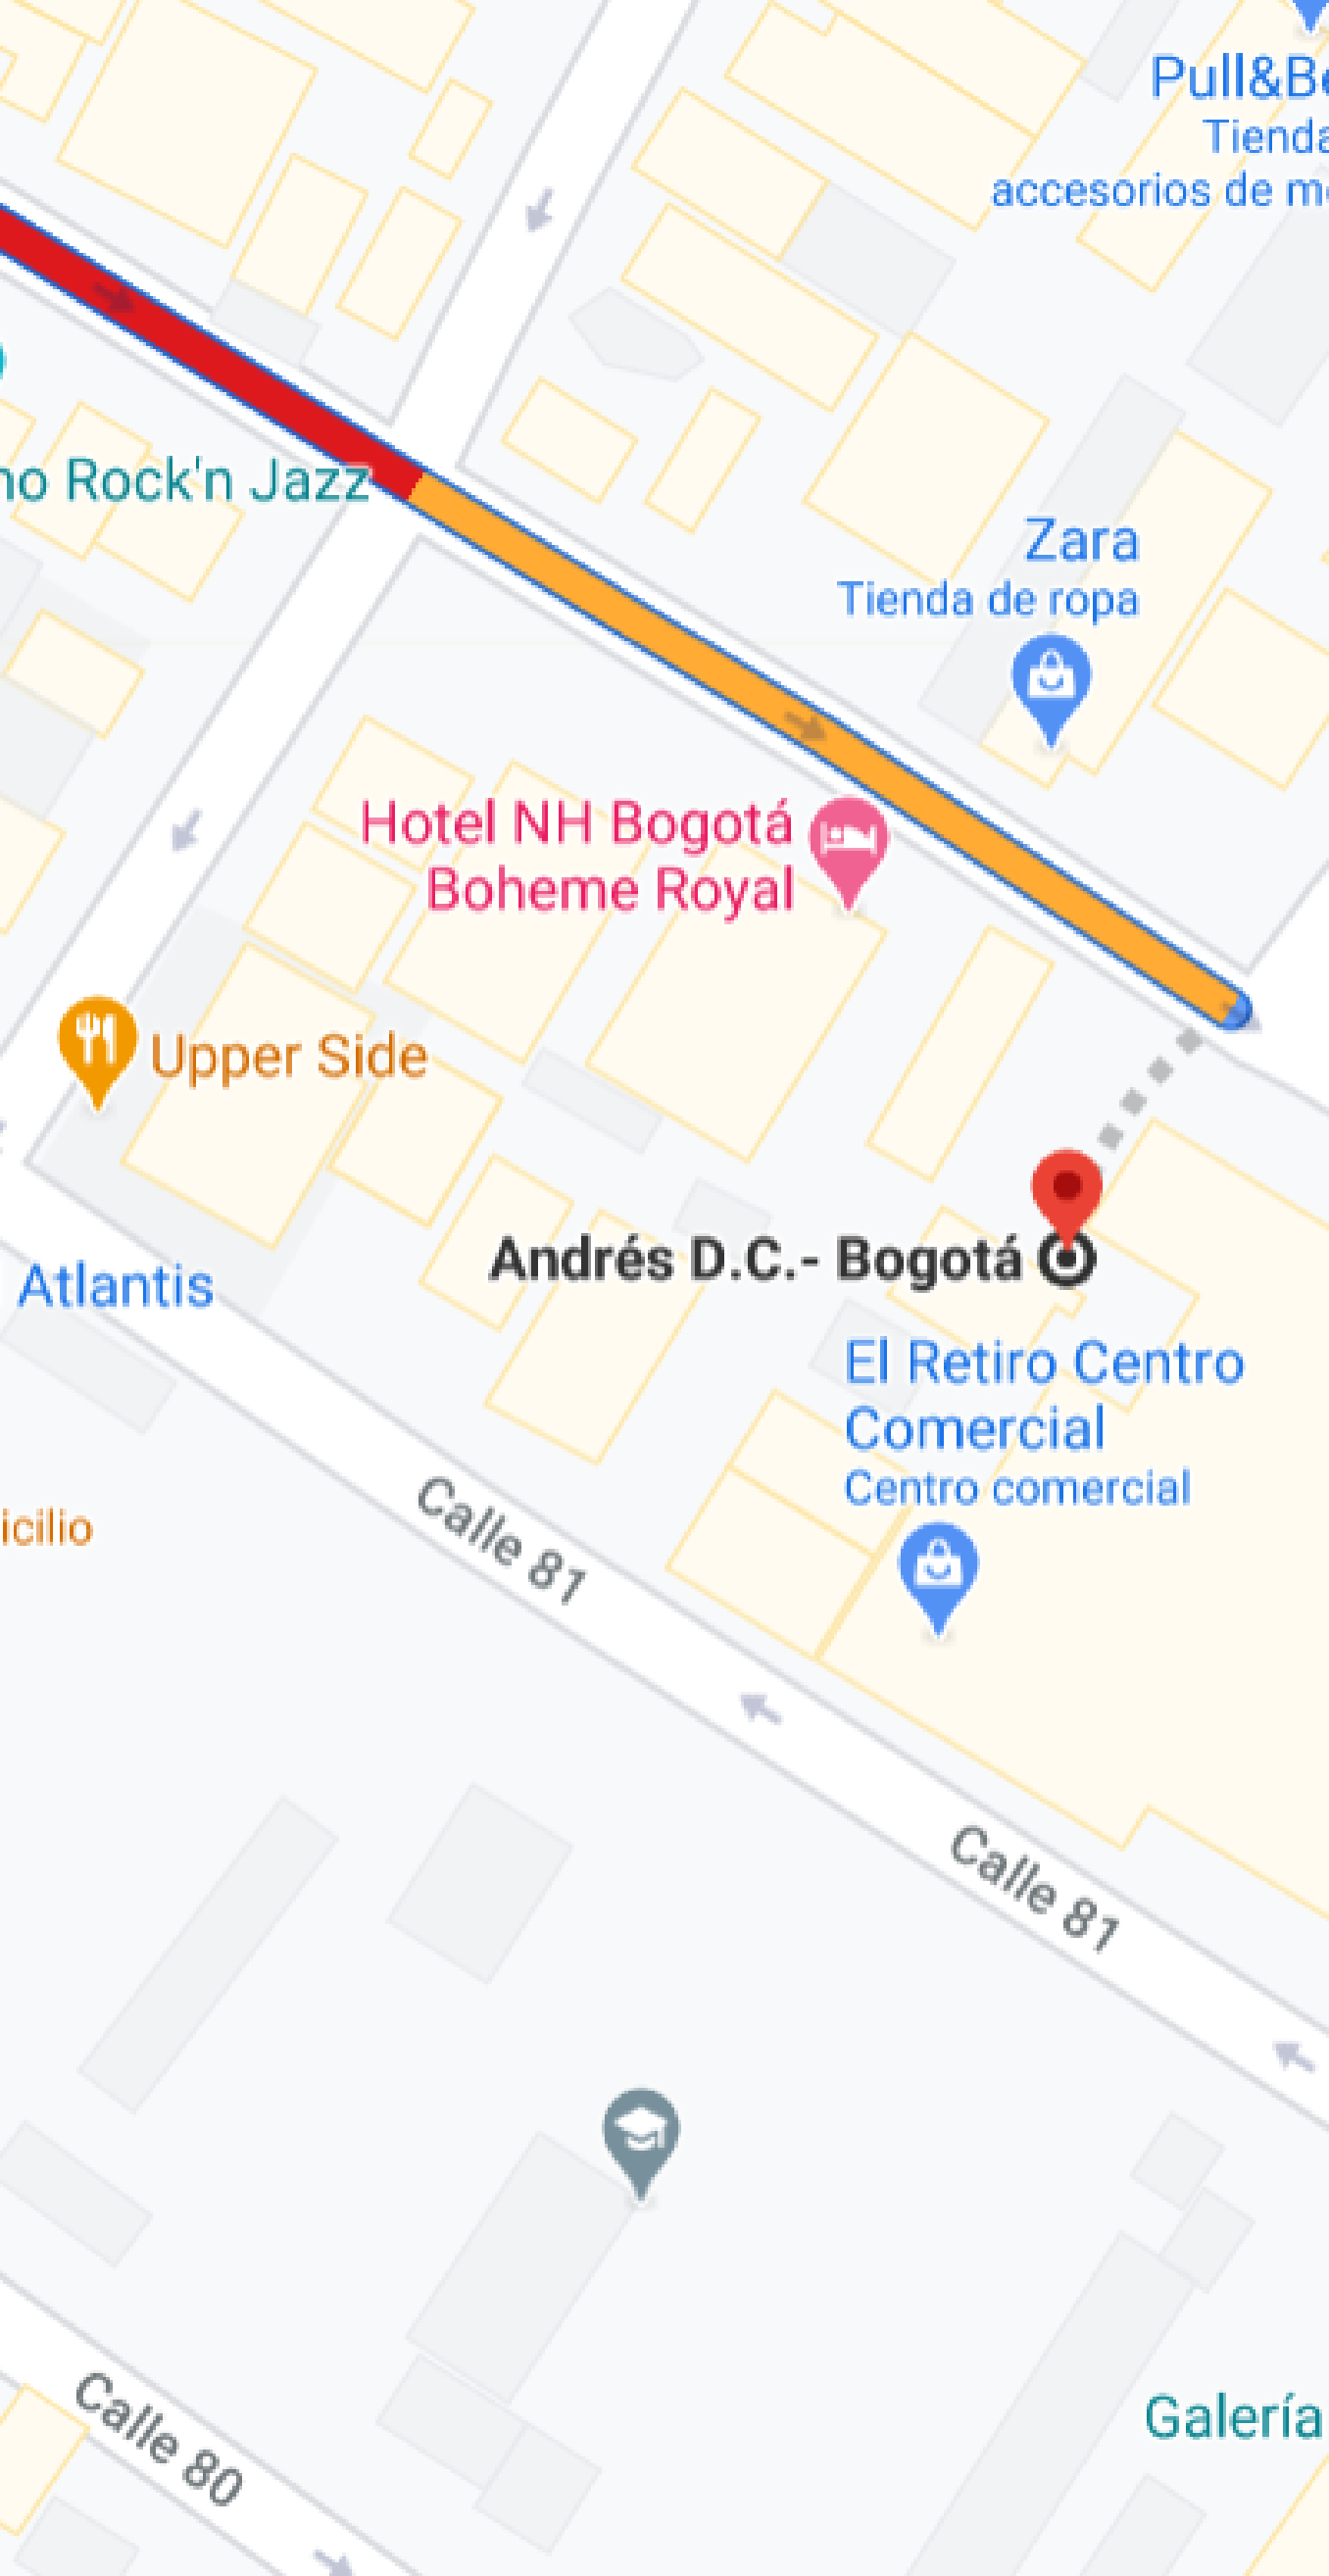 Pull&Be
Tienda
accesorios de m
no Rock'n Jazz
Zara
Tienda de ropa
Hotel NH Bogotá
Boheme Royal
Upper Side
Andrés D.C.- Bogotá
Atlantis
El Retiro Centro
Comercial
Centro comercial
Calle 81
icilio
Calle 81
Calle 80
Galería